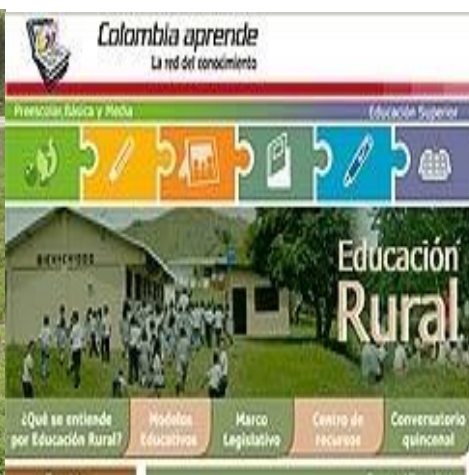 Colombia aprende
La red del conocimiento
Preescolar Básica y Media
Educación Superior
BIENVENIDOS
Educación
Rural
¿Qué se entiende
por Educación Rural?
Modelos
Educativos
Marco
Legislativo
Centro de
recursos
Conversatorio
quincenal